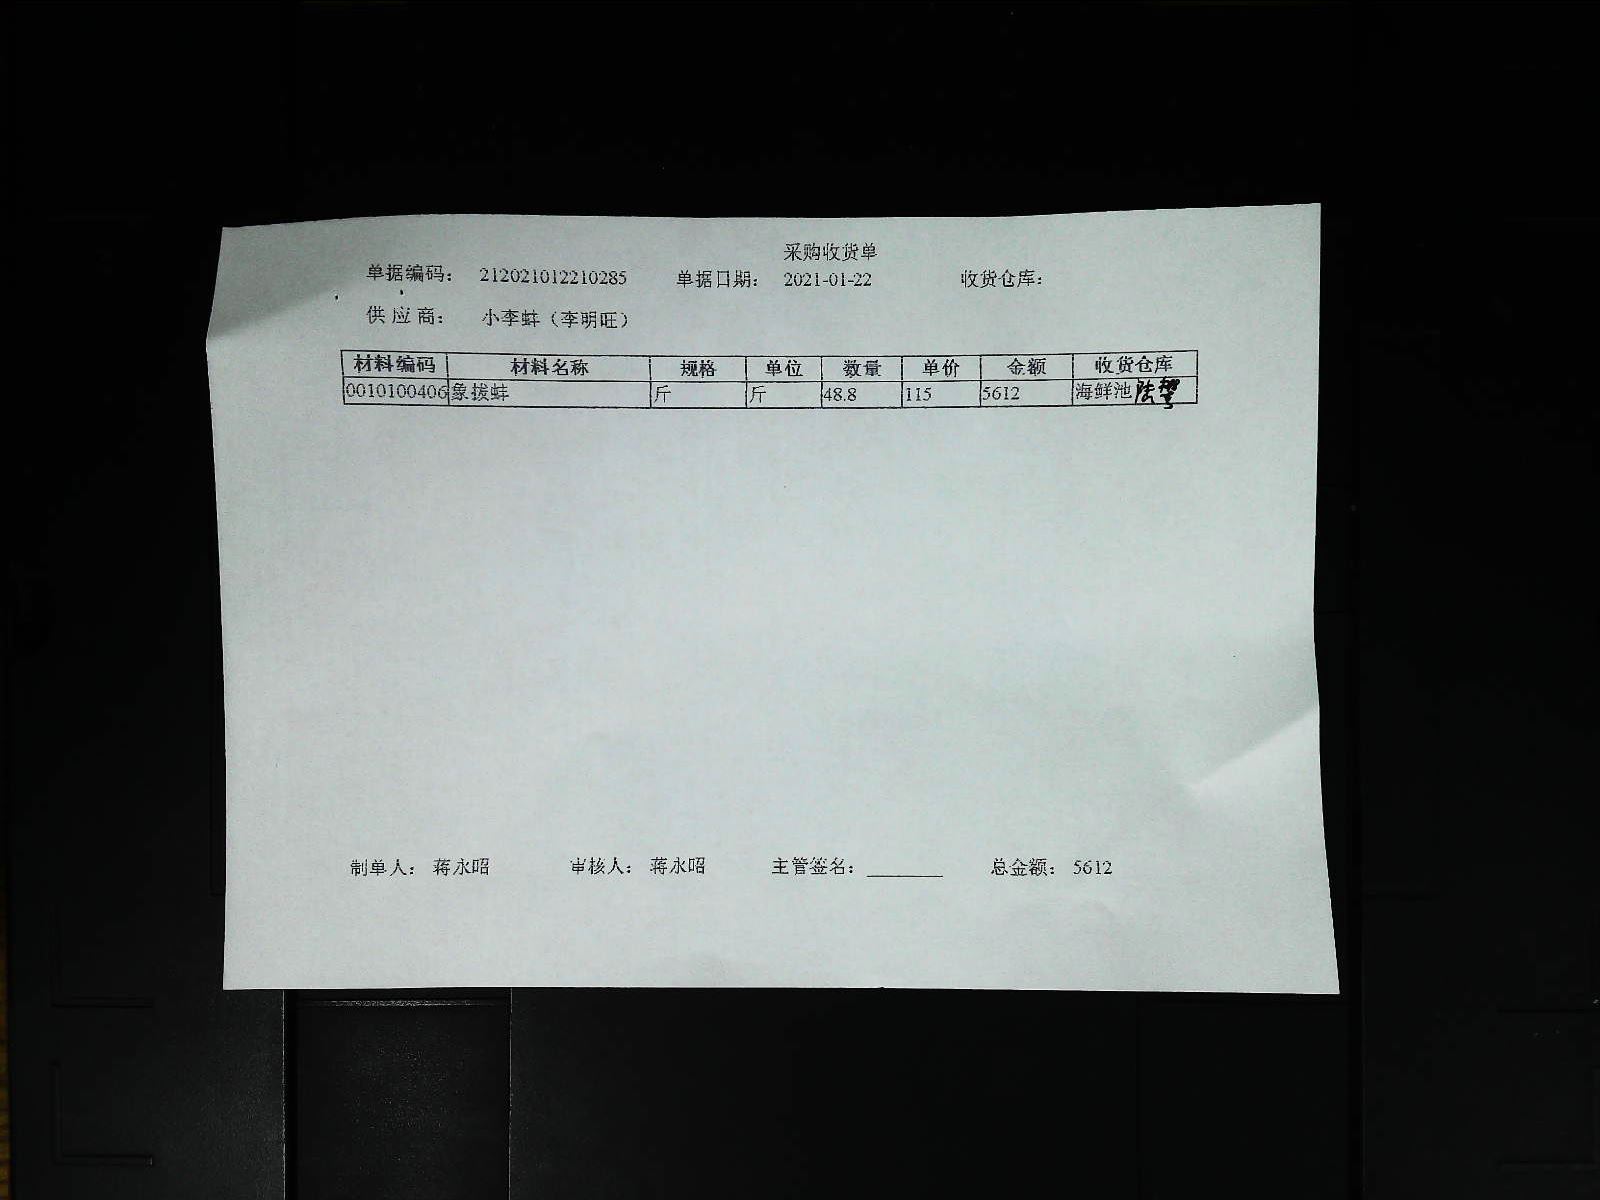 采购收货单
单据编码: 212021012210285 单据日期: 2021-01-22 收货仓库:
供应商: 小李蚌（李明旺）
材料编码 材料名称 规格 单位 数量 单价 金额 收货仓库
0010100406 象拔蚌 斤 斤 48.8 115 5612 海鲜池
制单人: 蒋永昭 审核人: 蒋永昭 主管签名: 总金额: 5612